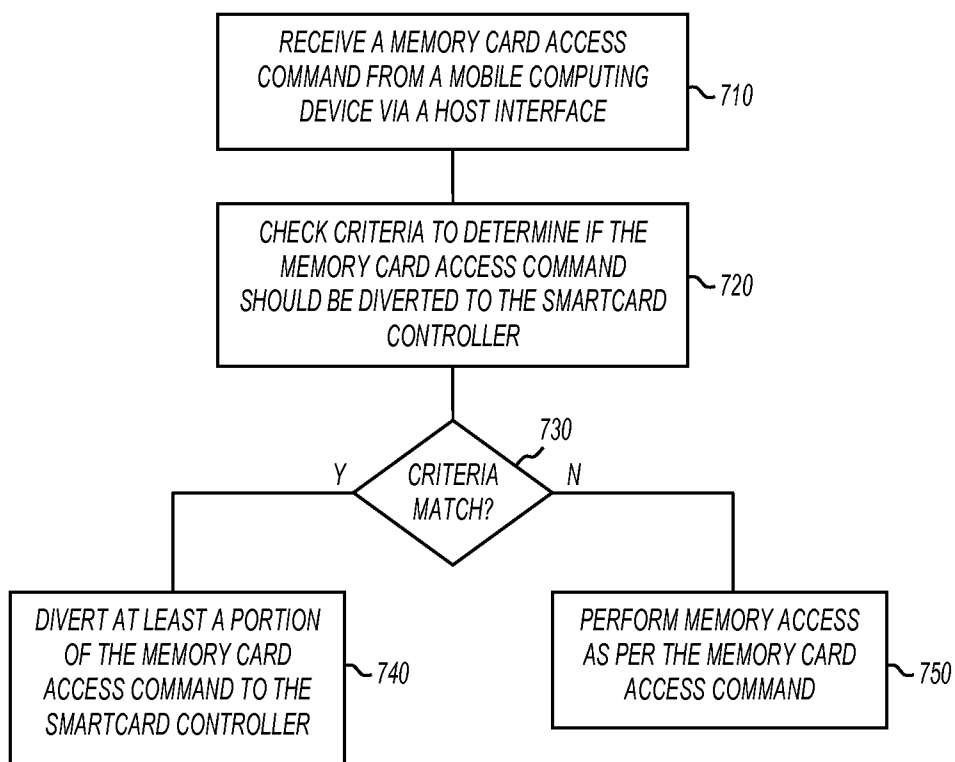 RECEIVE A MEMORY CARD ACCESS
COMMAND FROM A MOBILE COMPUTING
DEVICE VIA A HOST INTERFACE
710
CHECK CRITERIA TO DETERMINE IF THE
MEMORY CARD ACCESS COMMAND
SHOULD BE DIVERTED TO THE SMARTCARD
CONTROLLER
720
730
Y
CRITERIA
MATCH?
N
DIVERT AT LEAST A PORTION
OF THE MEMORY CARD
ACCESS COMMAND TO THE
SMARTCARD CONTROLLER
740
PERFORM MEMORY ACCESS
AS PER THE MEMORY CARD
ACCESS COMMAND
750